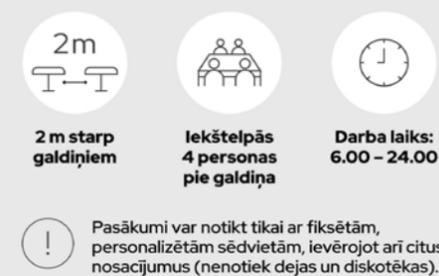 2m
2 m starp
galdiņiem
Iekštelpās
4 personas
pie galdiņa
Darba laiks:
6.00 – 24.00
!
Pasākumi var notikt tikai ar fiksētām,
personalizētām sēdvietām, ievērojot arī citus
nosacījumus (nenotiek dejas un diskotēkas).